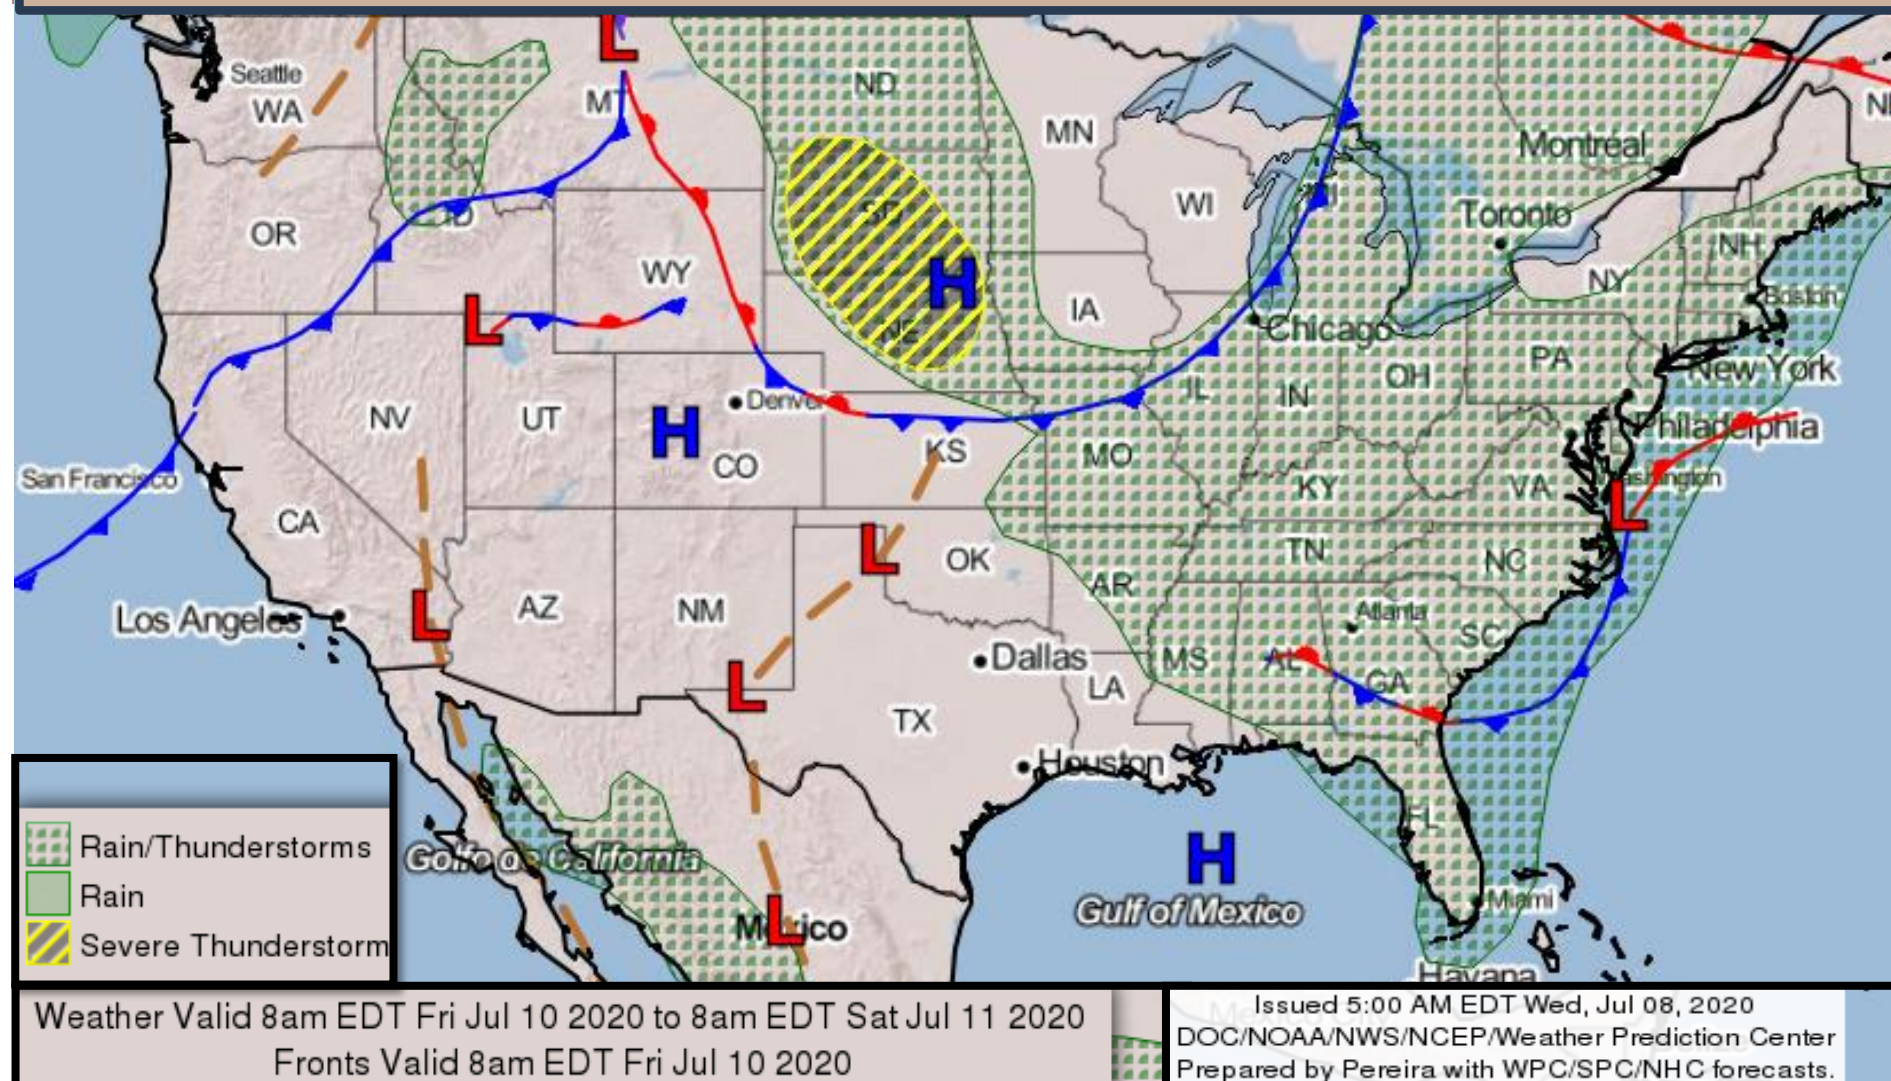 L
Seattle
WA
MT
ND
MN
Montréal
OR
ID
SD
WI
MI
Toronto
NH
WY
H
NY
Boston
L
NE
IA
Chicago
PA
New York
NV
UT
Denver
IL
IN
OH
H
CO
KS
MO
Philadelphia
San Francisco
KY
VA
Washington
L
CA
L
OK
TN
NC
Los Angeles
L
AZ
NM
AR
Atlanta
SC
Dallas
MS
AL
GA
L
LA
TX
Houston
Rain/Thunderstorms
Rain
Severe Thunderstorm
Golfo de California
FL
H
Gulf of Mexico
Miami
L
México
Havana
Weather Valid 8am EDT Fri Jul 10 2020 to 8am EDT Sat Jul 11 2020
Fronts Valid 8am EDT Fri Jul 10 2020
Issued 5:00 AM EDT Wed, Jul 08, 2020
DOC/NOAA/NWS/NCEP/Weather Prediction Center
Prepared by Pereira with WPC/SPC/NHC forecasts.